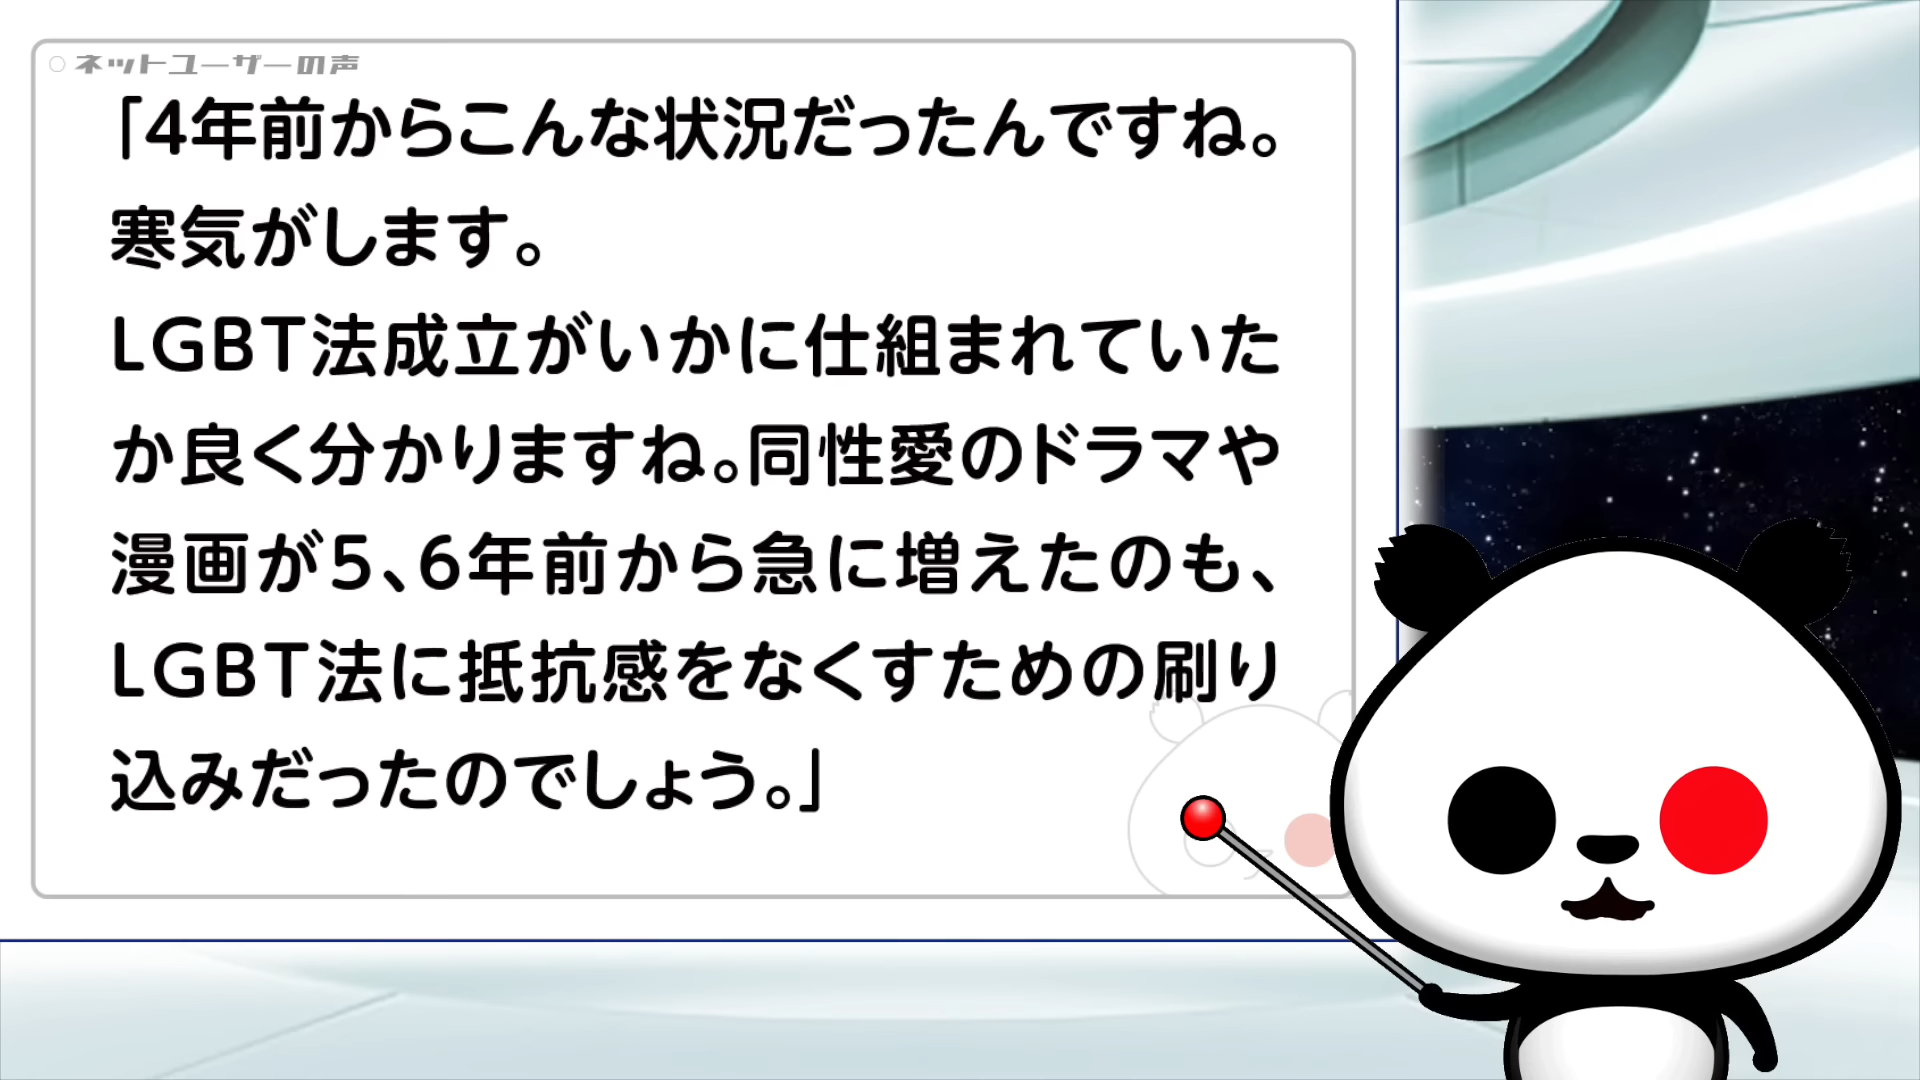 ネットユーザーの声
「4年前からこんな状況だったんですね。
寒気がします。
LGBT法成立がいかに仕組まれていた
か良く分かりますね。同性愛のドラマや
漫画が5、6年前から急に増えたのも、
LGBT法に抵抗感をなくすための刷り
込みだったのでしょう。」